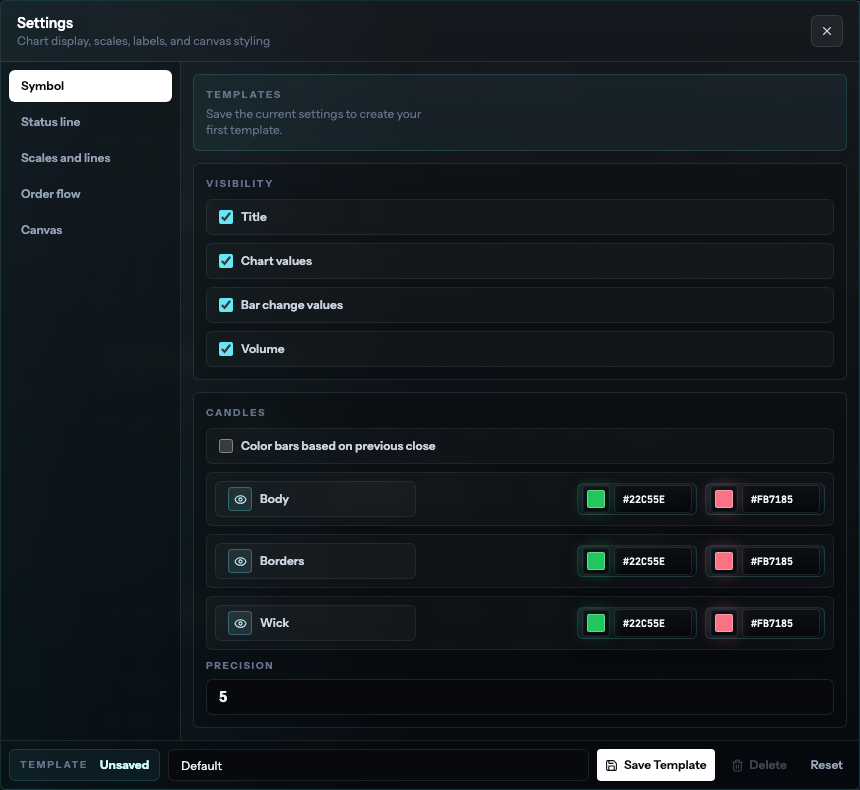 Settings
Chart display, scales, labels, and canvas styling
Symbol
Status line
Scales and lines
Order flow
Canvas
TEMPLATES
Save the current settings to create your
first template.
VISIBILITY
Title
Chart values
Bar change values
Volume
CANDLES
Color bars based on previous close
Body #22C55E #FB7185
Borders #22C55E #FB7185
Wick #22C55E #FB7185
PRECISION
5
TEMPLATE Unsaved Default Save Template Delete Reset